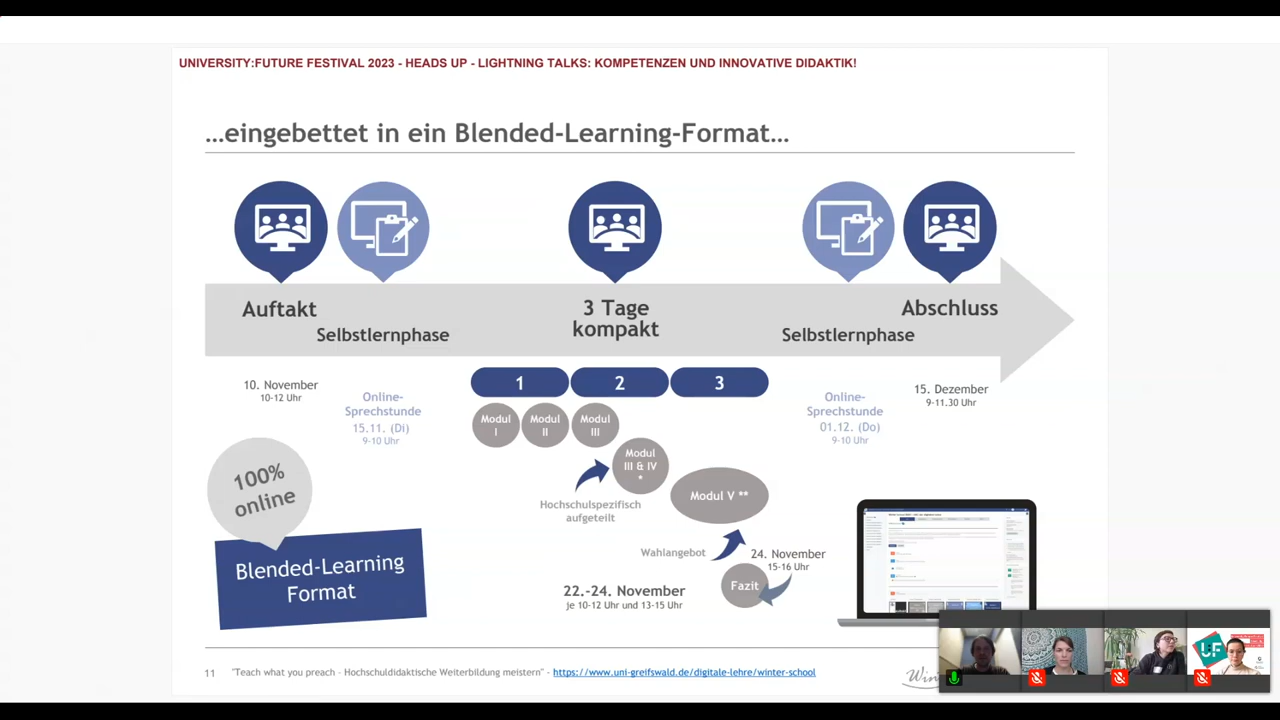 UNIVERSITY:FUTURE FESTIVAL 2023 - HEADS UP - LIGHTNING TALKS: KOMPETENZEN UND INNOVATIVE DIDAKTIK!
…eingebettet in ein Blended-Learning-Format…
Auftakt
Selbstlernphase
3 Tage
kompakt
Selbstlernphase
Abschluss
10. November
10-12 Uhr
Online-
Sprechstunde
15.11. (Di)
9-10 Uhr
1
2
3
Modul
I
Modul
II
Modul
III
Modul
III & IV
*
Hochschulspezifisch
aufgeteilt
Modul V **
Wahlangebot
24. November
15-16 Uhr
Fazit
22.-24. November
je 10-12 Uhr und 13-15 Uhr
Online-
Sprechstunde
01.12. (Do)
9-10 Uhr
15. Dezember
9-11.30 Uhr
100%
online
Blended-Learning
Format
11
"Teach what you preach - Hochschuldidaktische Weiterbildung meistern" - https://www.uni-greifswald.de/digitale-lehre/winter-school
U:F